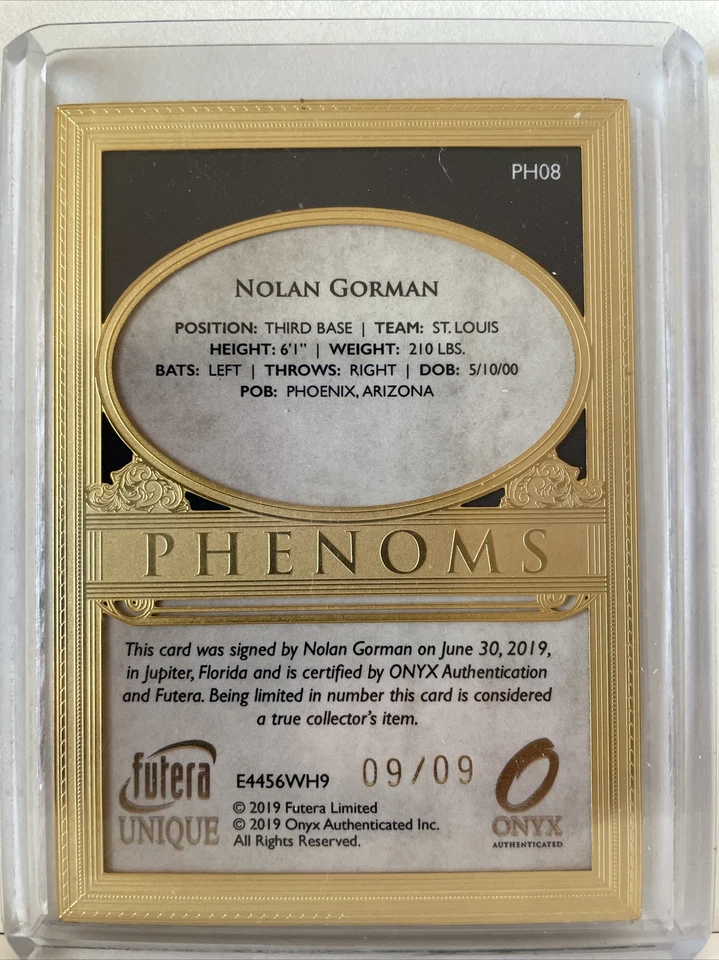 PH08
NOLAN GORMAN
POSITION: THIRD BASE | TEAM: ST. LOUIS
HEIGHT: 6'1" | WEIGHT: 210 LBS.
BATS: LEFT | THROWS: RIGHT | DOB: 5/10/00
POB: PHOENIX, ARIZONA
PHENOMS
This card was signed by Nolan Gorman on June 30, 2019,
in Jupiter, Florida and is certified by ONYX Authentication
and Futera. Being limited in number this card is considered
a true collector's item.
futera
UNIQUE
E4456WH9
09/09
© 2019 Futera Limited
© 2019 Onyx Authenticated Inc.
All Rights Reserved.
ONYX
AUTHENTICATED